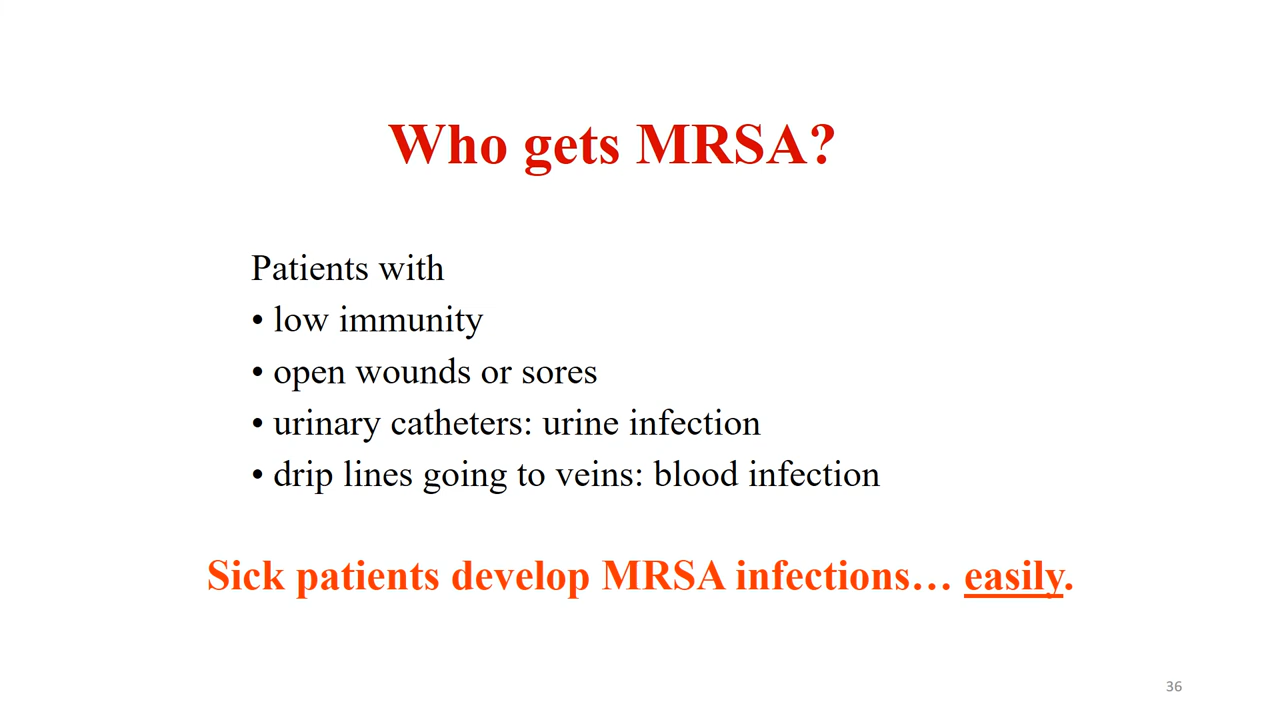 Who gets MRSA?
Patients with
• low immunity
• open wounds or sores
• urinary catheters: urine infection
• drip lines going to veins: blood infection
Sick patients develop MRSA infections… easily.
36